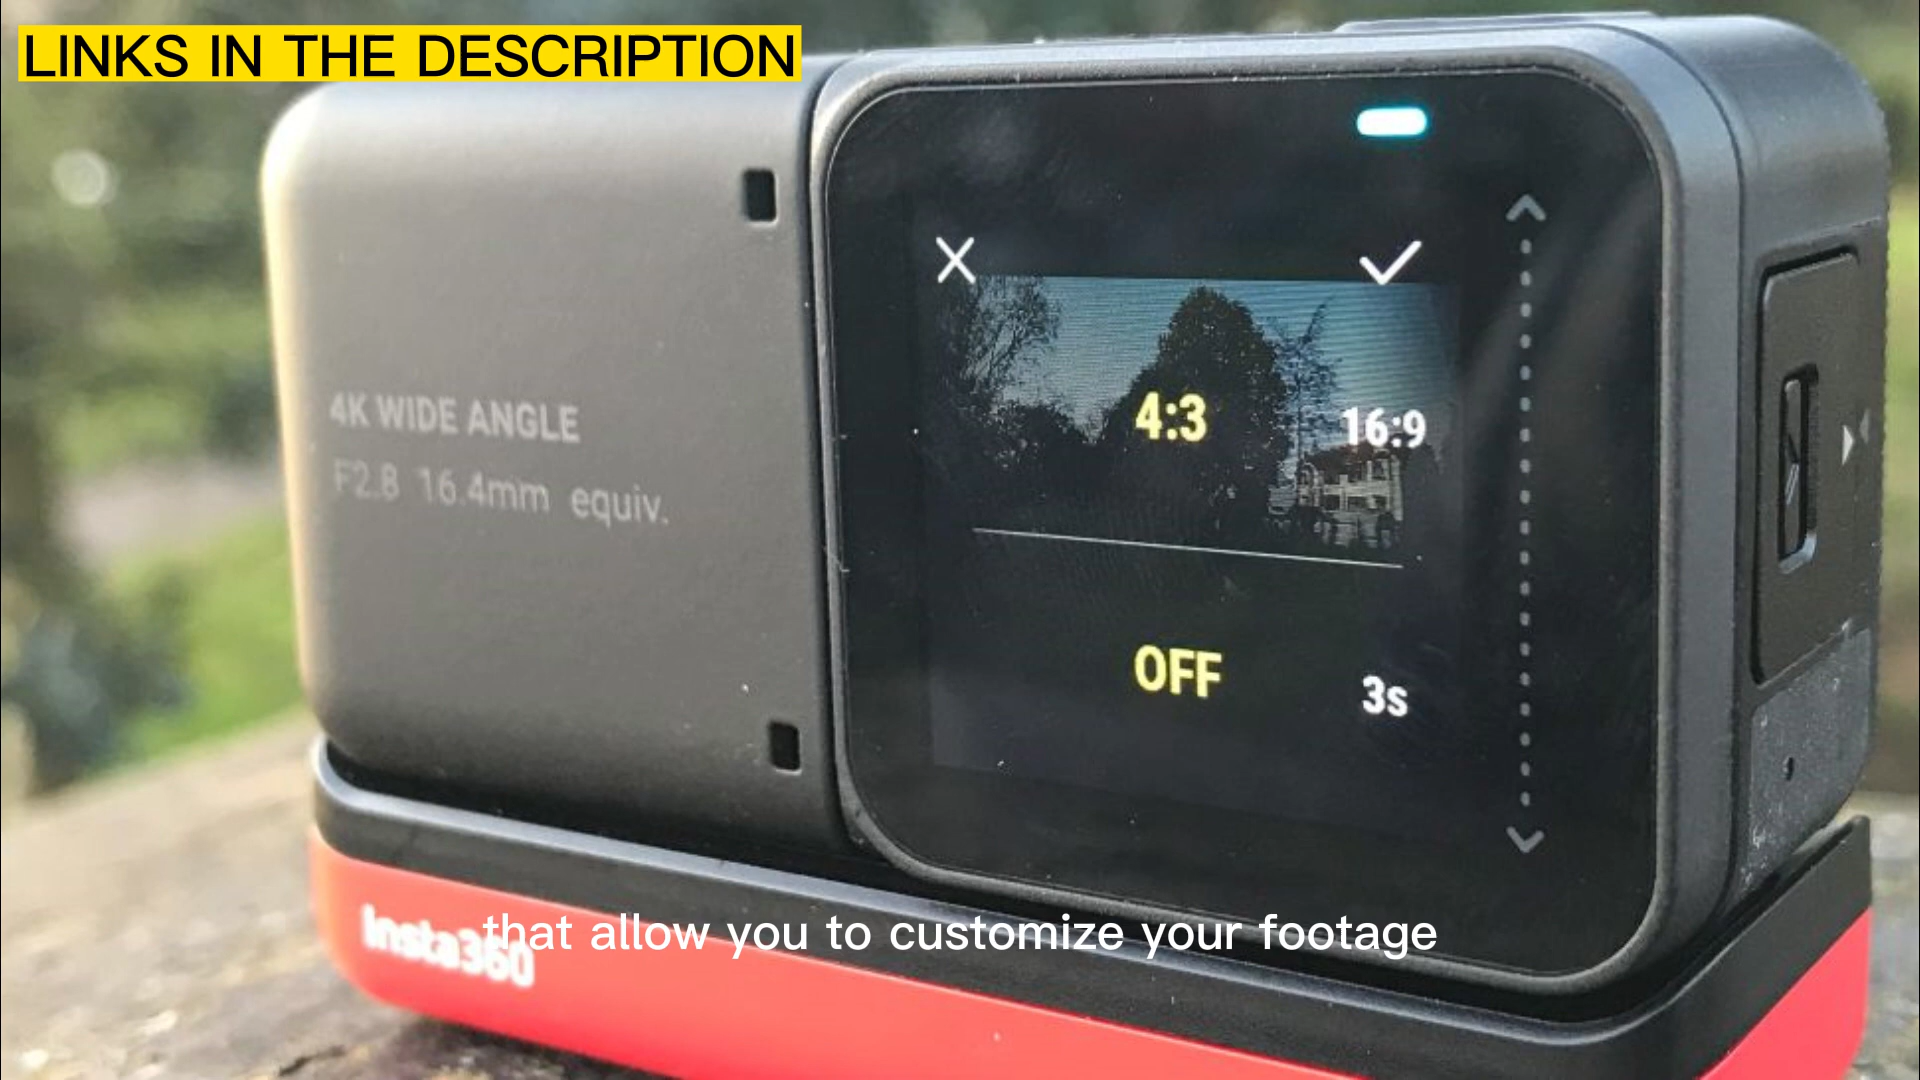 LINKS IN THE DESCRIPTION
4K WIDE ANGLE
F2.8 16.4mm equiv.
4:3 16:9
OFF 3s
Insta360
that allow you to customize your footage